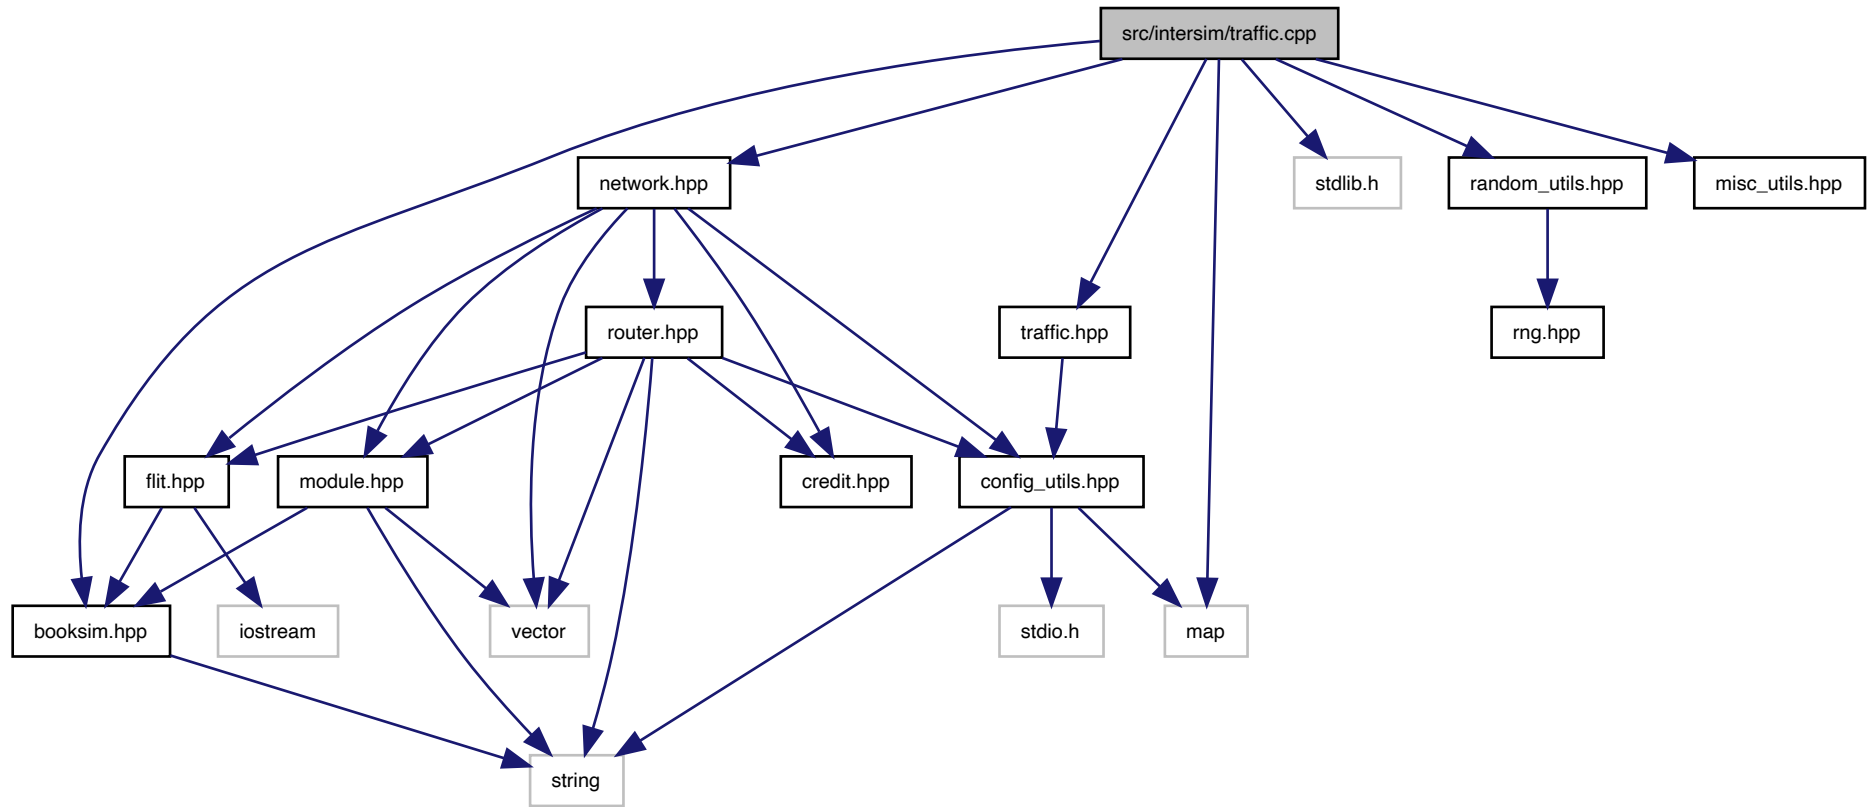 src/intersim/traffic.cpp
network.hpp
stdlib.h
random_utils.hpp
misc_utils.hpp
router.hpp
traffic.hpp
rng.hpp
flit.hpp
module.hpp
credit.hpp
config_utils.hpp
booksim.hpp
iostream
vector
stdio.h
map
string